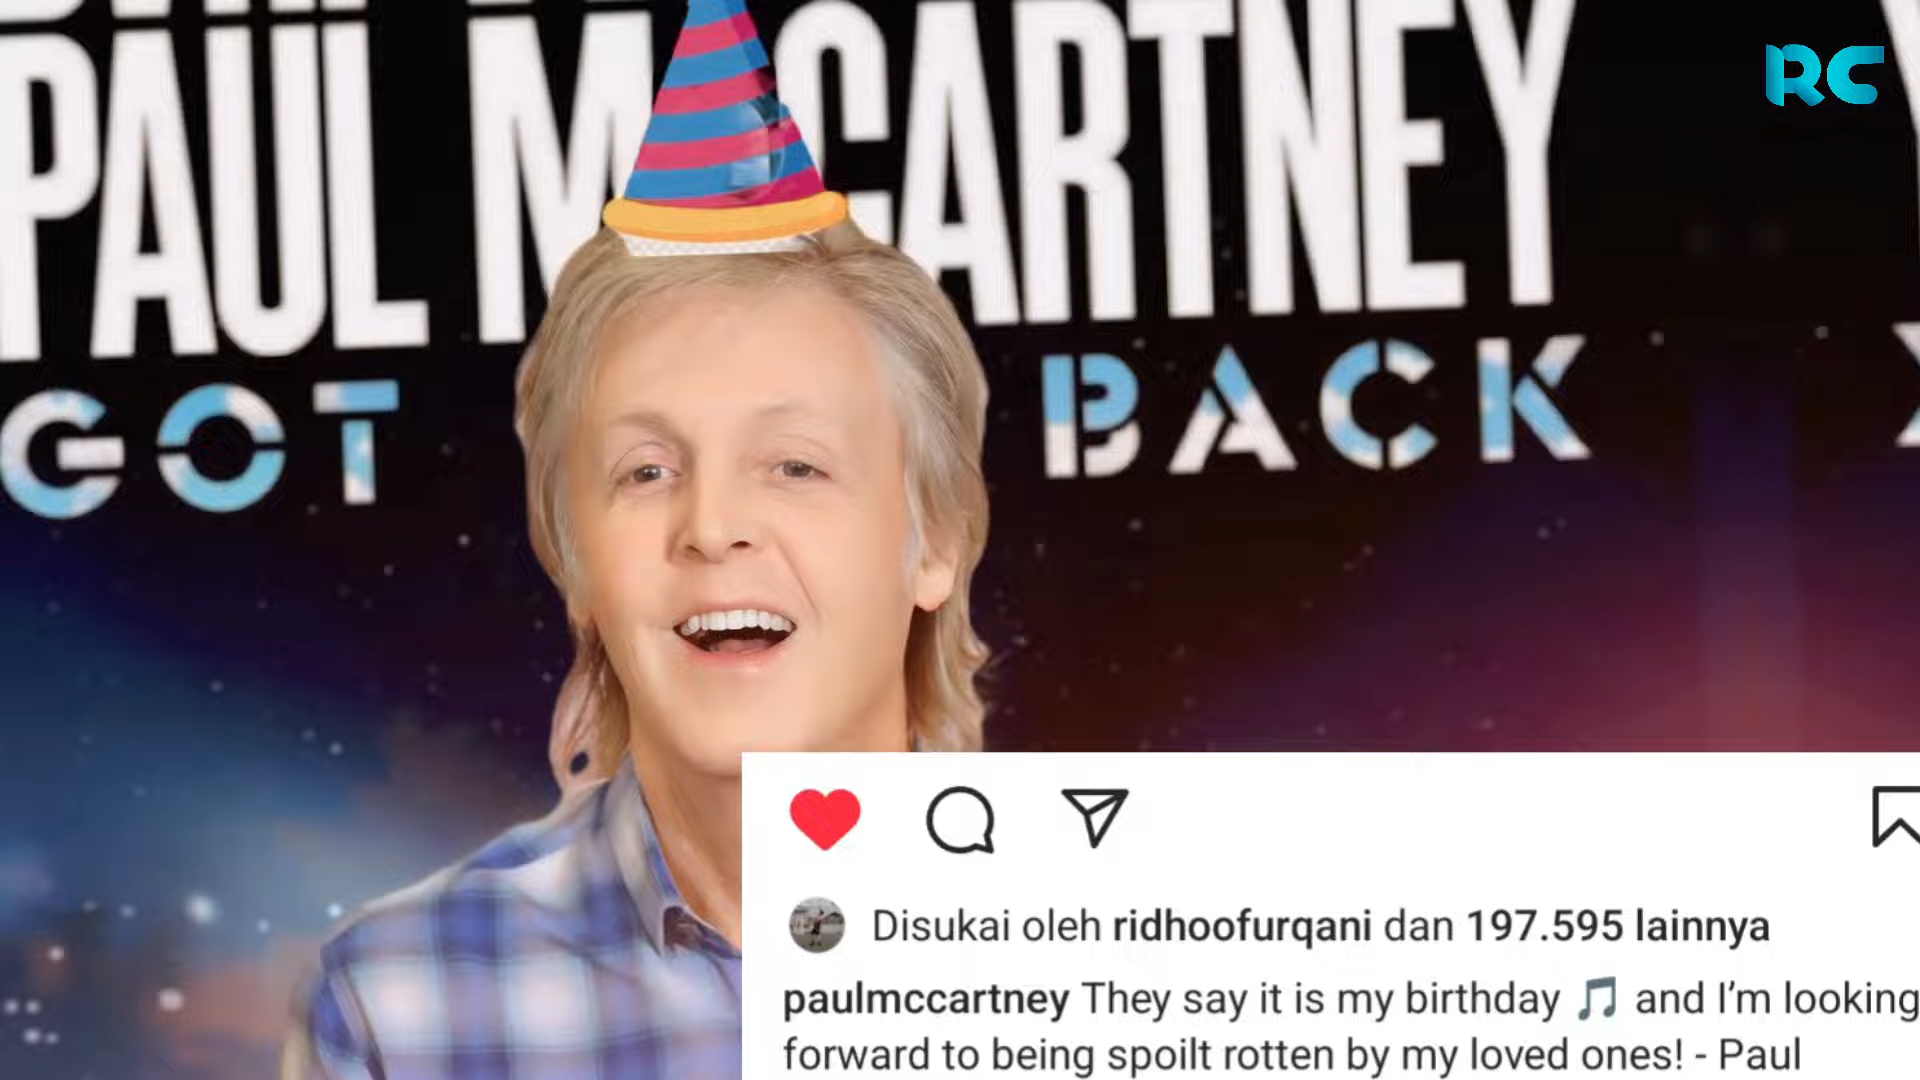 PAUL McCARTNEY
GOT BACK
RC
Disukai oleh ridhoofurqani dan 197.595 lainnya
paulmccartney They say it is my birthday 🎵 and I’m looking
forward to being spoilt rotten by my loved ones! - Paul